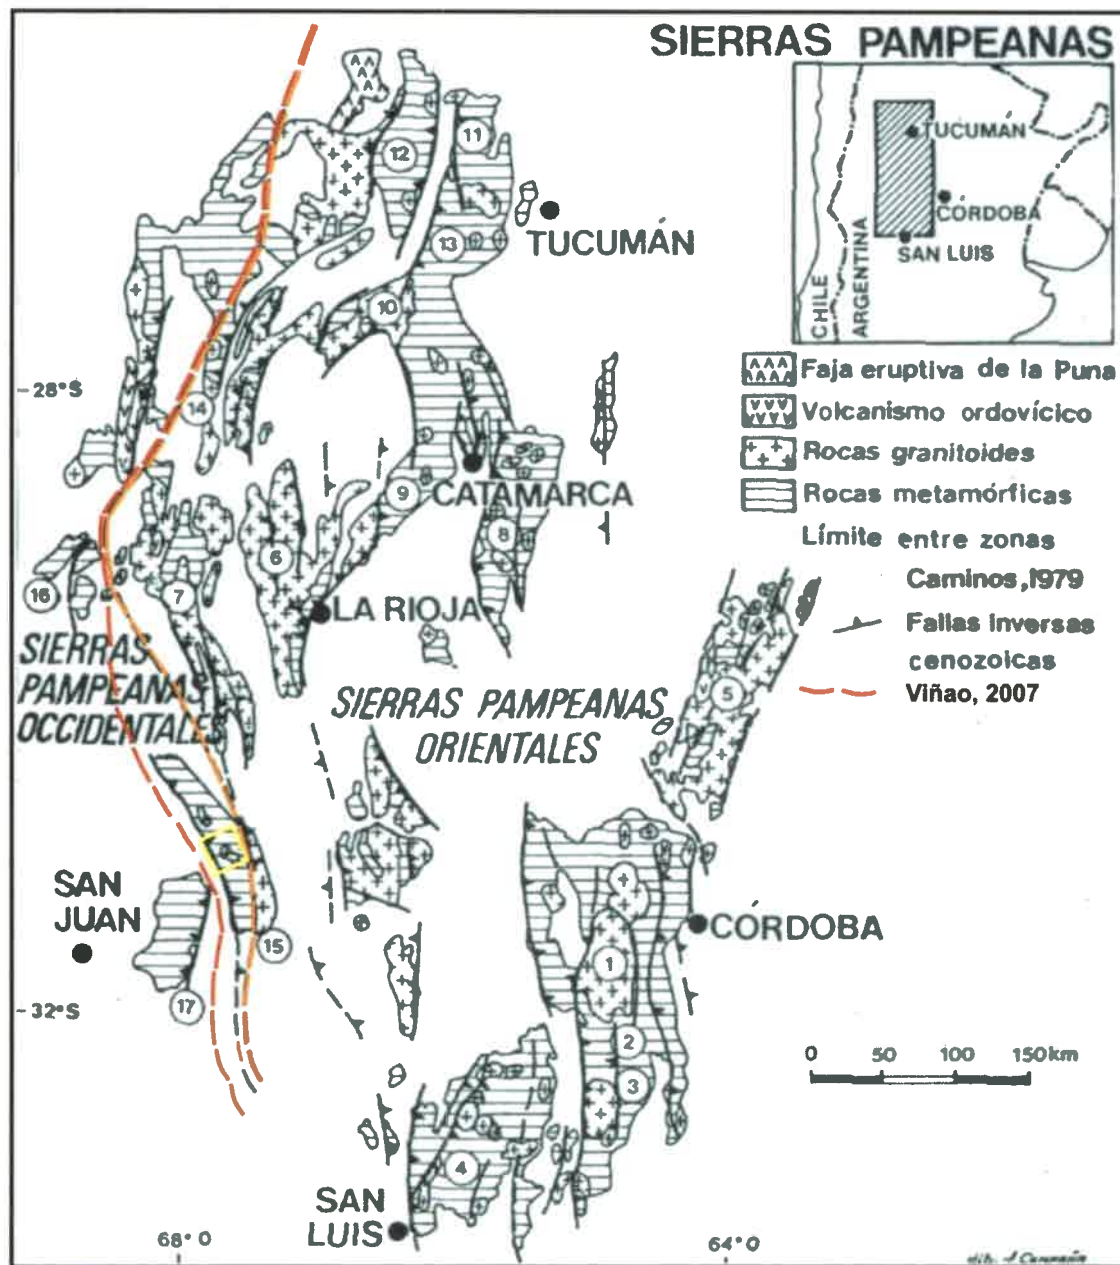 SIERRAS PAMPEANAS
TUCUMÁN
CÓRDOBA
SAN LUIS
CHILE
ARGENTINA
Faja eruptiva de la Puna
Volcanismo ordovícico
Rocas granitoides
Rocas metamórficas
Límite entre zonas
Caminos,1979
Fallas inversas
cenozoicas
Viñao, 2007
11
12
TUCUMÁN
13
10
~28°S
14
CATAMARCA
9
8
6
16
7
LA RIOJA
SIERRAS
PAMPEANAS
OCCIDENTALES
SIERRAS PAMPEANAS
ORIENTALES
5
SAN
JUAN
15
CÓRDOBA
1
17
-32°S
2
3
0 50 100 150km
4
SAN
LUIS
68°O
64°O